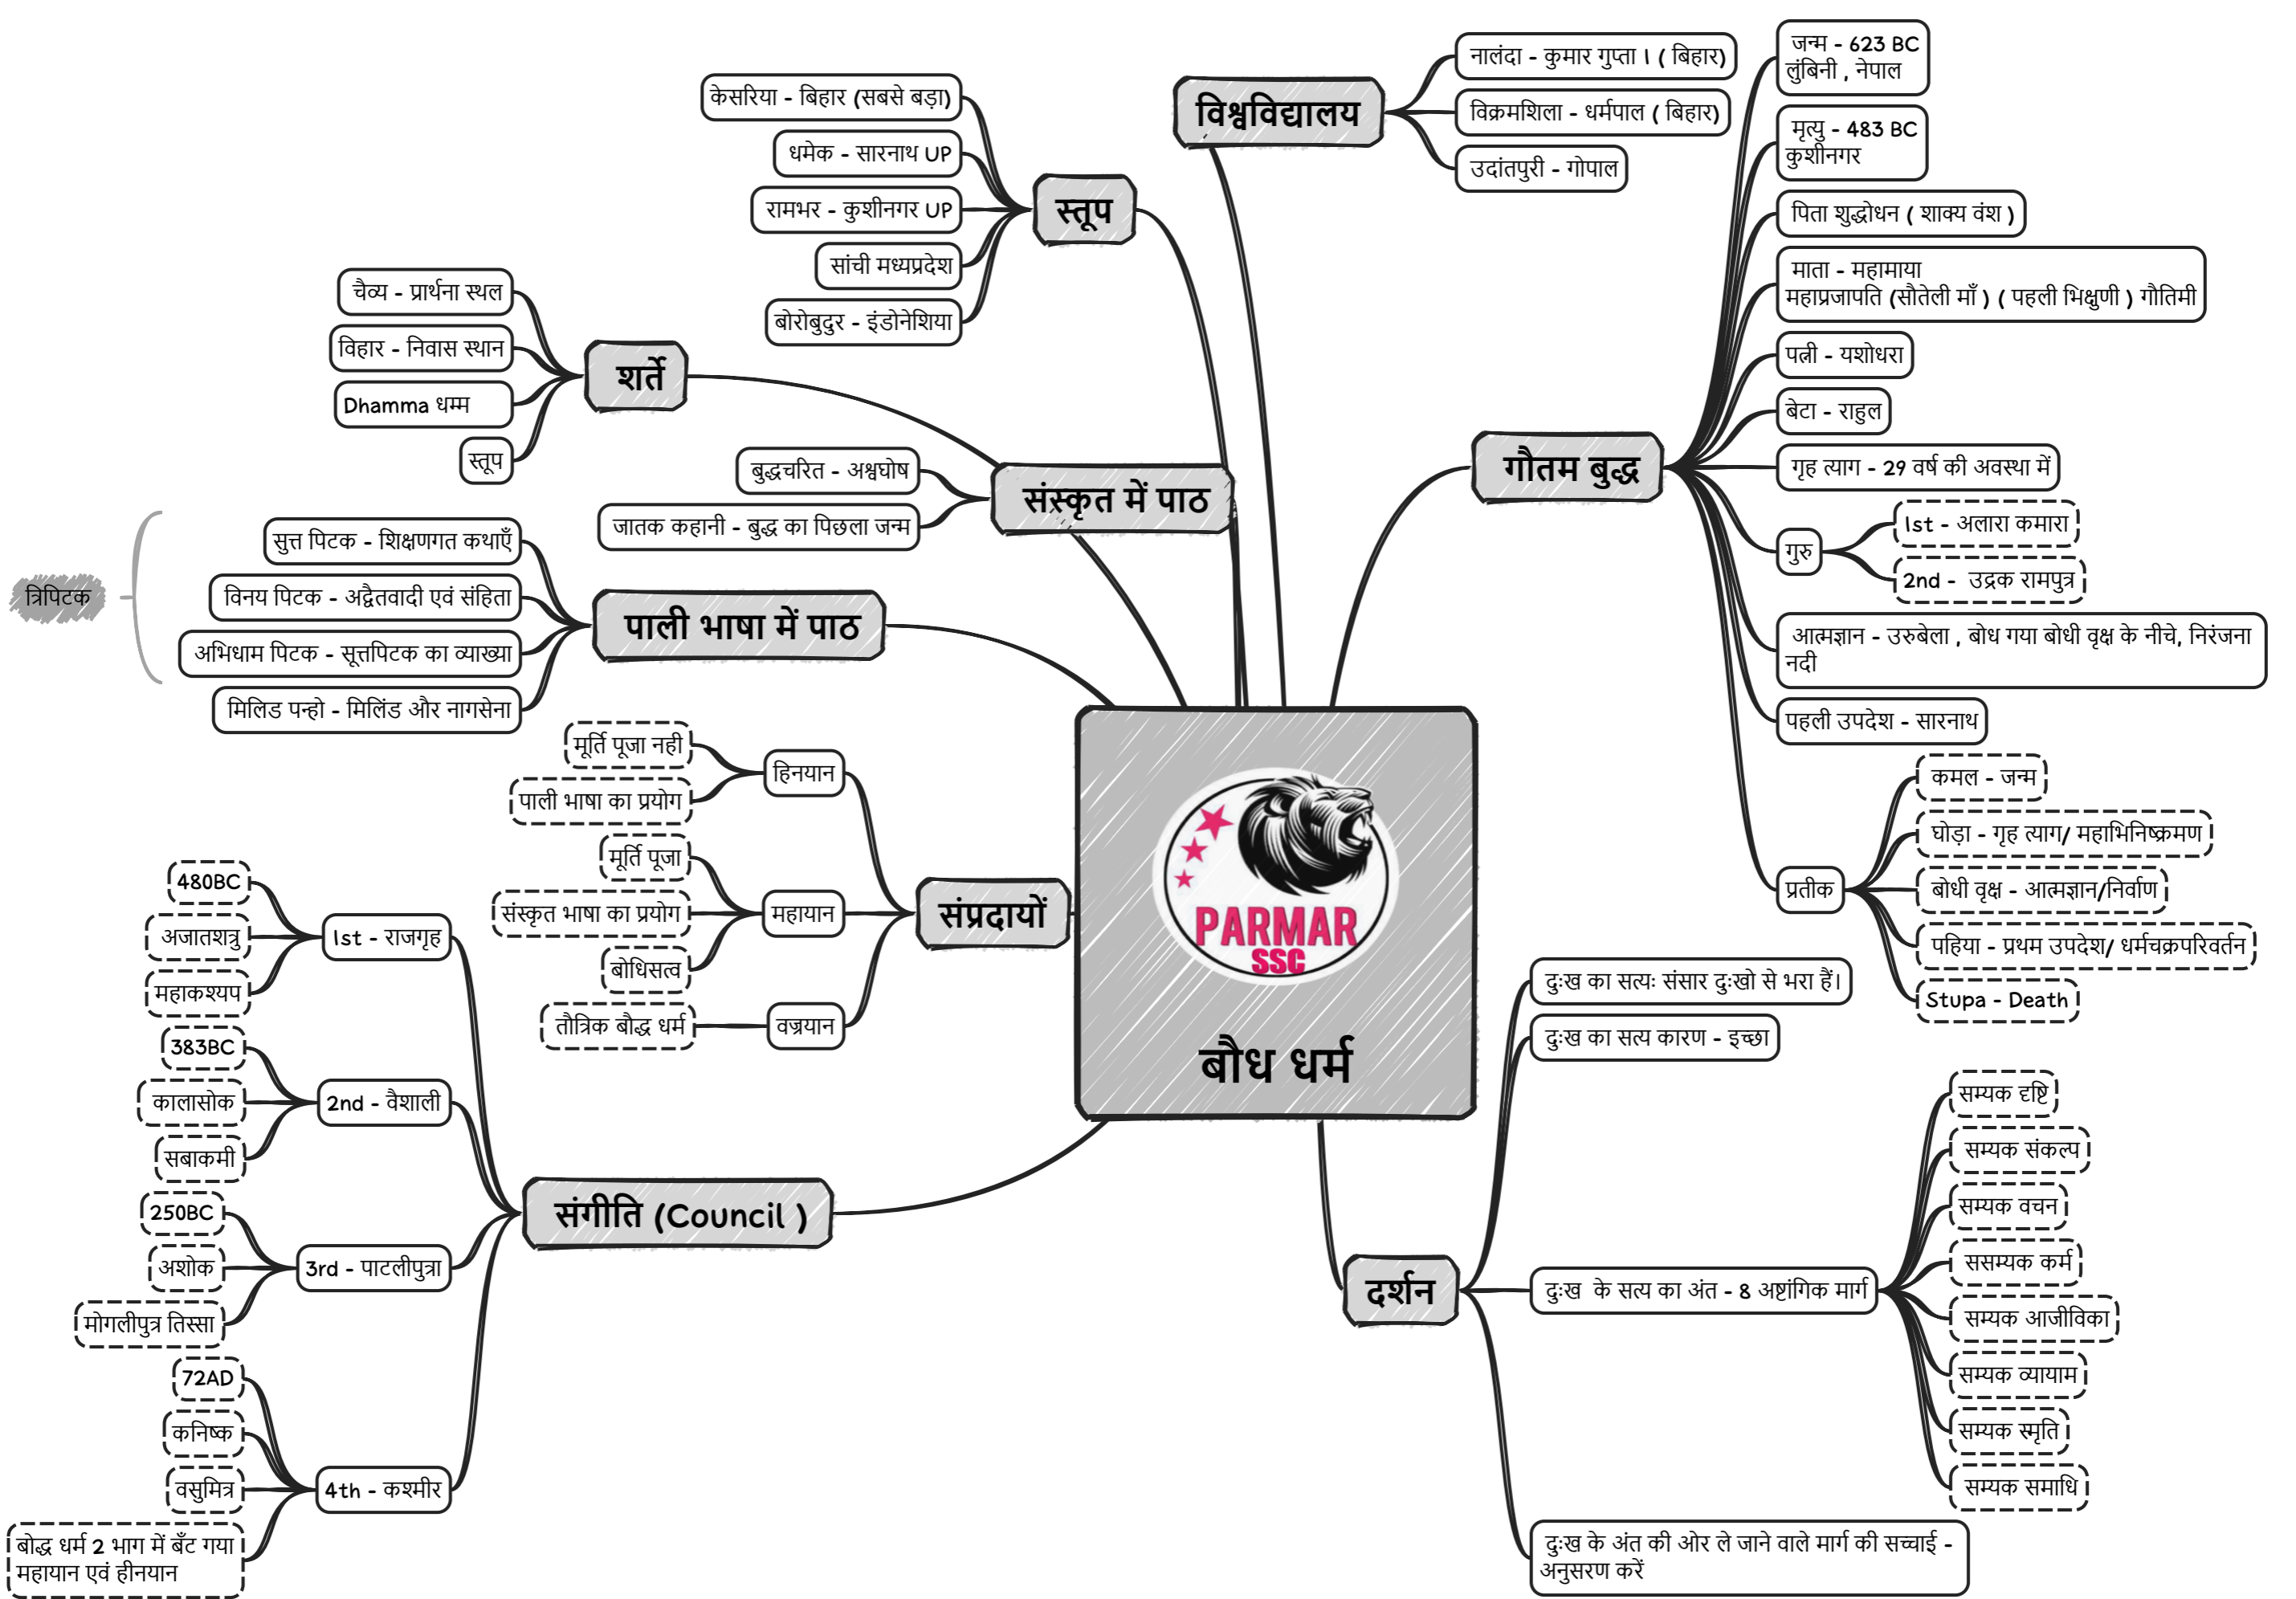 बौध धर्म
PARMAR
SSC
विश्वविद्यालय
नालंदा - कुमार गुप्ता I ( बिहार)
विक्रमशिला - धर्मपाल ( बिहार)
उदांतपुरी - गोपाल
गौतम बुद्ध
जन्म - 623 BC
लुंबिनी , नेपाल
मृत्यु - 483 BC
कुशीनगर
पिता शुद्धोधन ( शाक्य वंश )
माता - महामाया
महाप्रजापति (सौतेली माँ ) ( पहली भिक्षुणी ) गौतिमी
पत्नी - यशोधरा
बेटा - राहुल
गृह त्याग - 29 वर्ष की अवस्था में
गुरु
1st - अलारा कमारा
2nd - उद्रक रामपुत्र
आत्मज्ञान - उरुबेला , बोध गया बोधी वृक्ष के नीचे, निरंजना
नदी
पहली उपदेश - सारनाथ
प्रतीक
कमल - जन्म
घोड़ा - गृह त्याग/ महाभिनिष्क्रमण
बोधी वृक्ष - आत्मज्ञान/निर्वाण
पहिया - प्रथम उपदेश/ धर्मचक्रपरिवर्तन
Stupa - Death
दर्शन
दुःख का सत्यः संसार दुःखो से भरा हैं।
दुःख का सत्य कारण - इच्छा
दुःख के सत्य का अंत - 8 अष्टांगिक मार्ग
सम्यक दृष्टि
सम्यक संकल्प
सम्यक वचन
ससम्यक कर्म
सम्यक आजीविका
सम्यक व्यायाम
सम्यक स्मृति
सम्यक समाधि
दुःख के अंत की ओर ले जाने वाले मार्ग की सच्चाई -
अनुसरण करें
स्तूप
केसरिया - बिहार (सबसे बड़ा)
धमेक - सारनाथ UP
रामभर - कुशीनगर UP
सांची मध्यप्रदेश
बोरोबुदुर - इंडोनेशिया
शर्ते
चैव्य - प्रार्थना स्थल
विहार - निवास स्थान
Dhamma धम्म
स्तूप
संस्कृत में पाठ
बुद्धचरित - अश्वघोष
जातक कहानी - बुद्ध का पिछला जन्म
पाली भाषा में पाठ
त्रिपिटक
सुत्त पिटक - शिक्षणगत कथाएँ
विनय पिटक - अद्वैतवादी एवं संहिता
अभिधाम पिटक - सूत्तपिटक का व्याख्या
मिलिड पन्हो - मिलिंड और नागसेना
संप्रदायों
हिनयान
मूर्ति पूजा नही
पाली भाषा का प्रयोग
महायान
मूर्ति पूजा
संस्कृत भाषा का प्रयोग
बोधिसत्व
वज्रयान
तौत्रिक बौद्ध धर्म
संगीति (Council )
1st - राजगृह
480BC
अजातशत्रु
महाकश्यप
2nd - वैशाली
383BC
कालासोक
सबाकमी
3rd - पाटलीपुत्रा
250BC
अशोक
मोगलीपुत्र तिस्सा
4th - कश्मीर
72AD
कनिष्क
वसुमित्र
बोद्ध धर्म 2 भाग में बँट गया
महायान एवं हीनयान